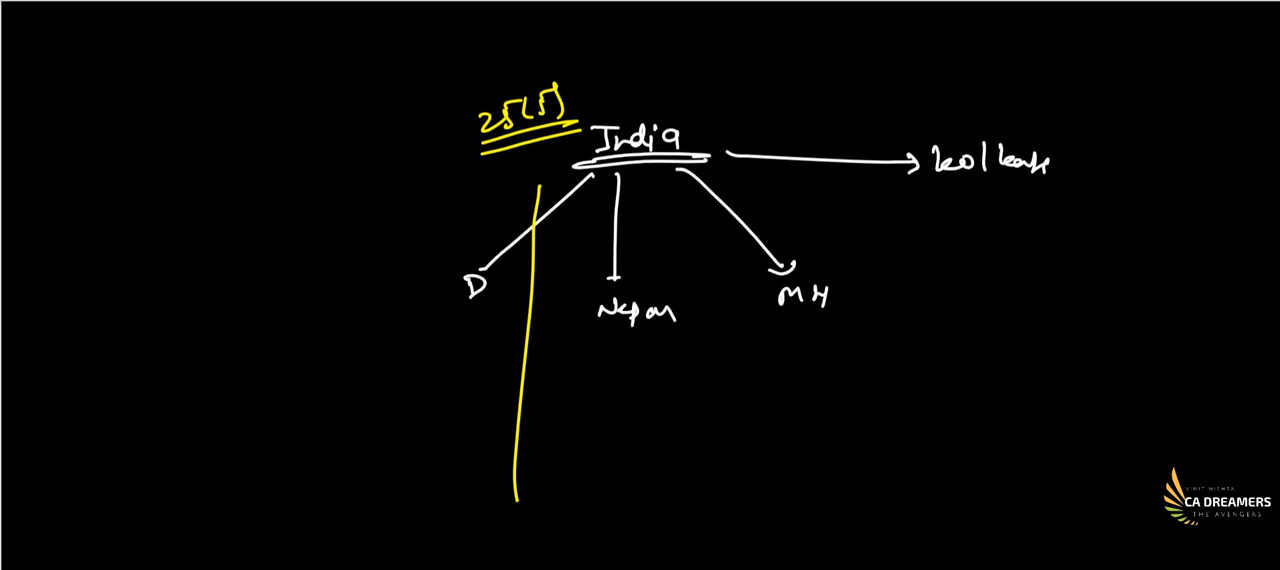 25(5)
India
Kolkata
D
Nepal
MH
VINIT MISHRA
CA DREAMERS
THE AVENGERS